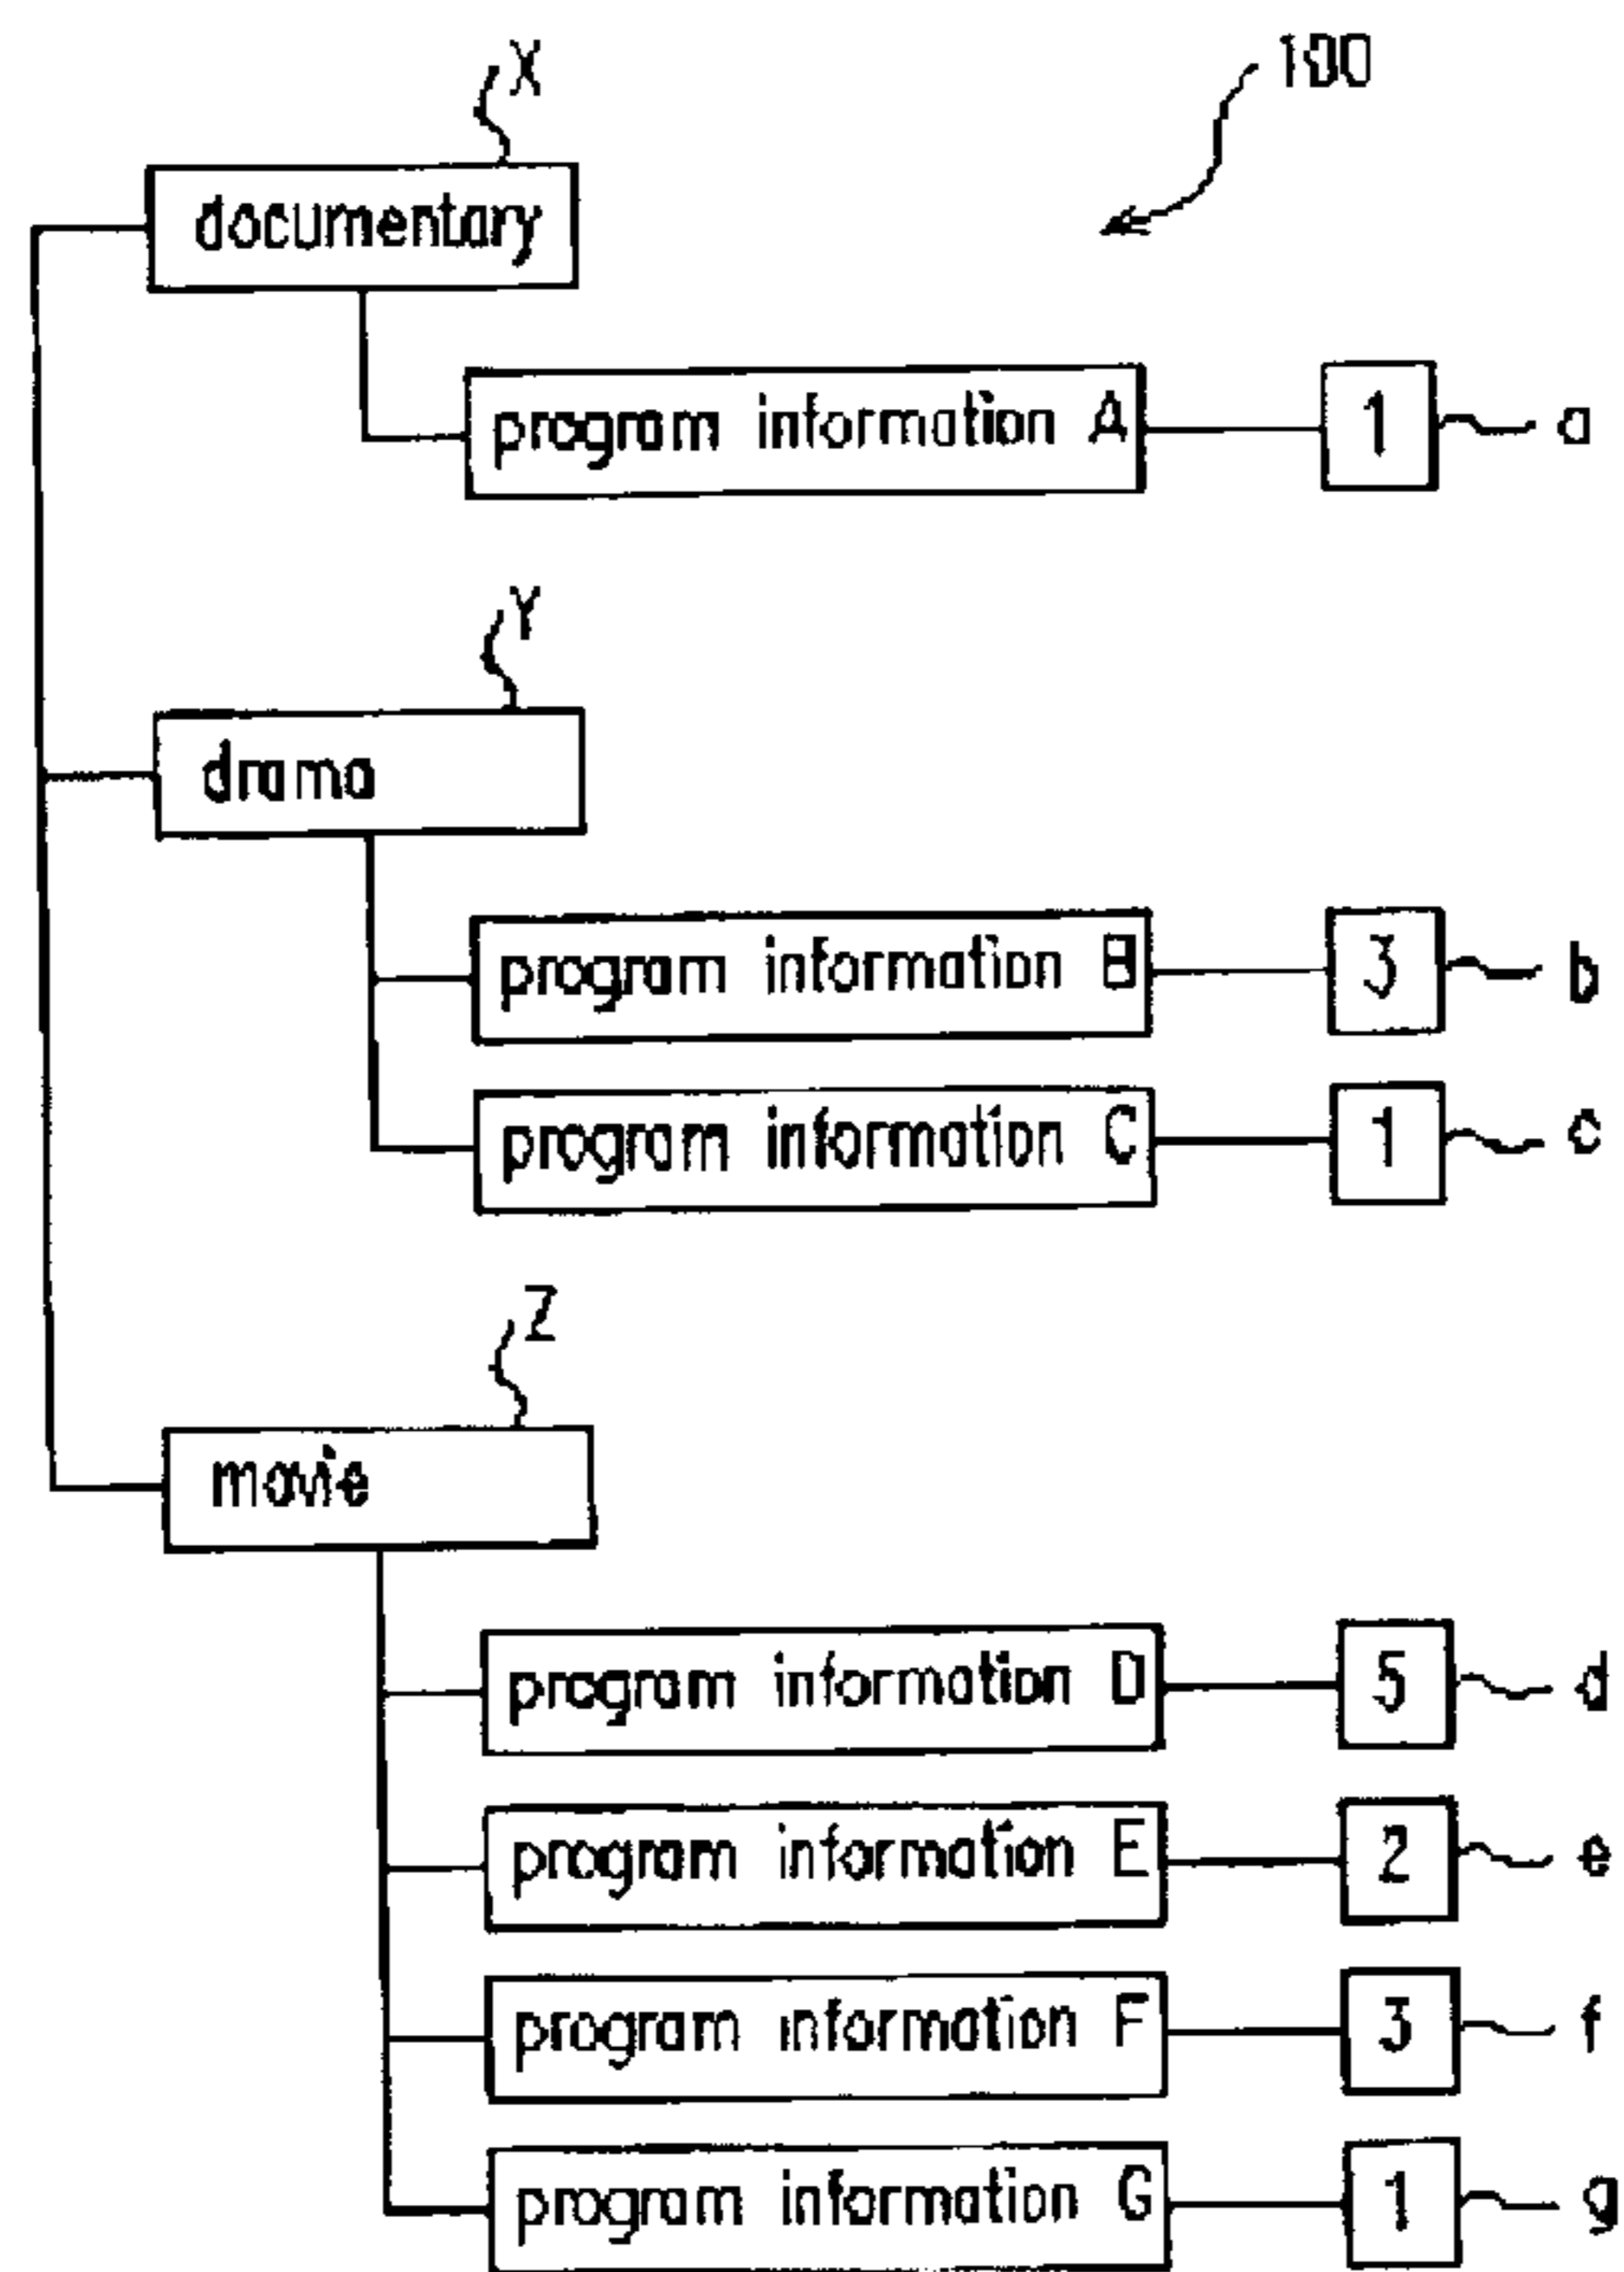 X
100
documentary
program information A 1 a
Y
drama
program information B 3 b
program information C 1 c
Z
movie
program information D 5 d
program information E 2 e
program information F 3 f
program information G 1 g